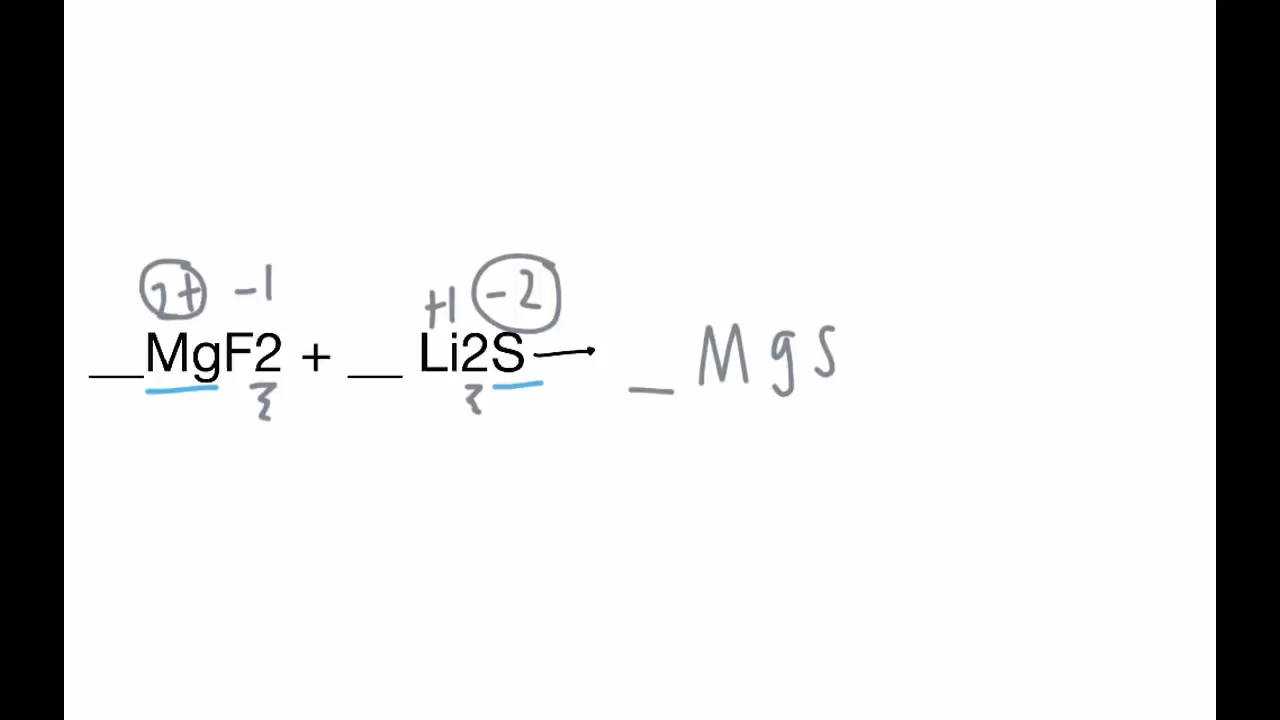 2+ -1 +1 -2
__MgF2 + __ Li2S → _ MgS